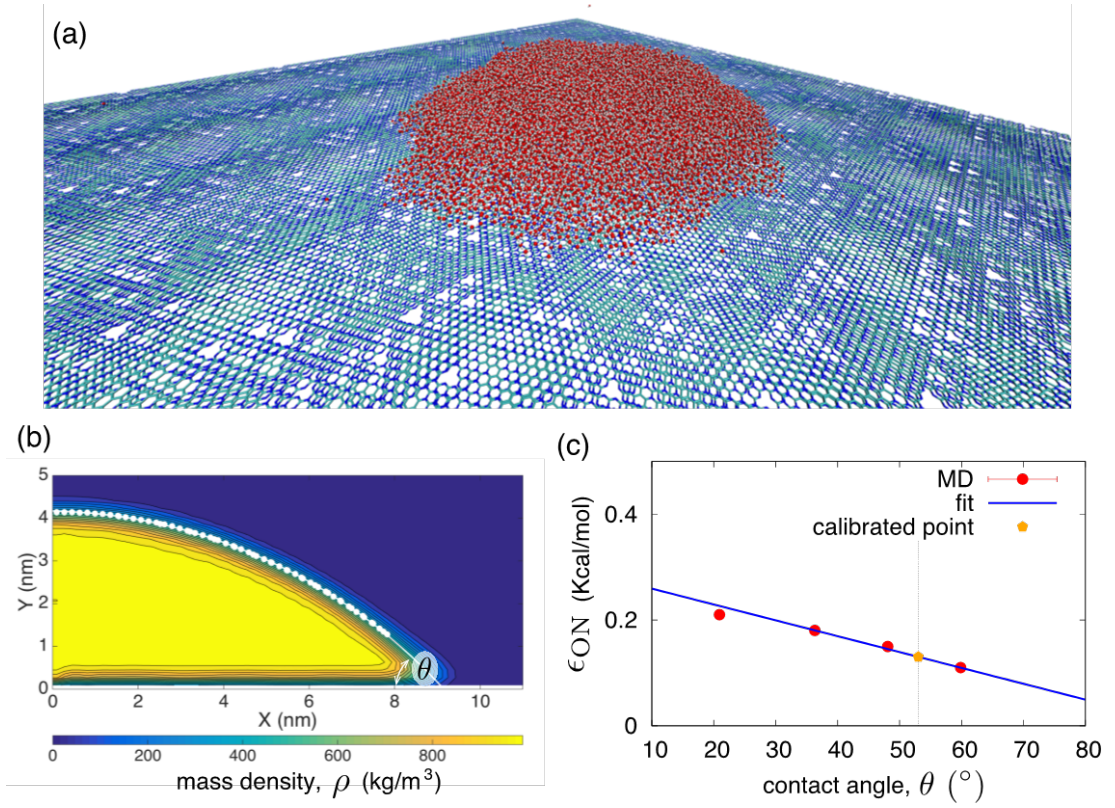 (a)
(b)
5
4
3
2
1
0
Y (nm)
θ
0 2 4 6 8 10
X (nm)
0 200 400 600 800
mass density, ρ (kg/m³)
(c)
MD
fit
calibrated point
0.4
0.2
0
ϵON (Kcal/mol)
10 20 30 40 50 60 70 80
contact angle, θ (°)